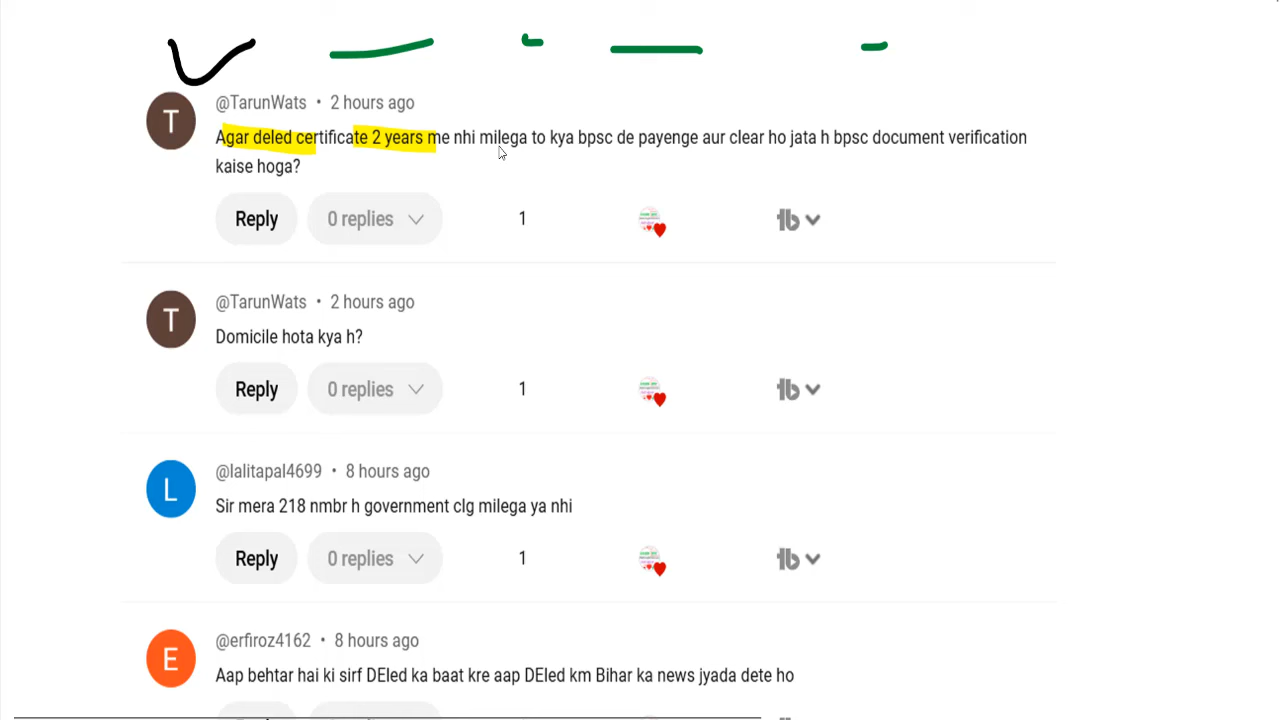 T
@TarunWats • 2 hours ago
Agar deled certificate 2 years me nhi milega to kya bpsc de payenge aur clear ho jata h bpsc document verification
kaise hoga?
Reply 0 replies 1
T
@TarunWats • 2 hours ago
Domicile hota kya h?
Reply 0 replies 1
L
@lalitapal4699 • 8 hours ago
Sir mera 218 nmbr h government clg milega ya nhi
Reply 0 replies 1
E
@erfiroz4162 • 8 hours ago
Aap behtar hai ki sirf DEled ka baat kre aap DEled km Bihar ka news jyada dete ho